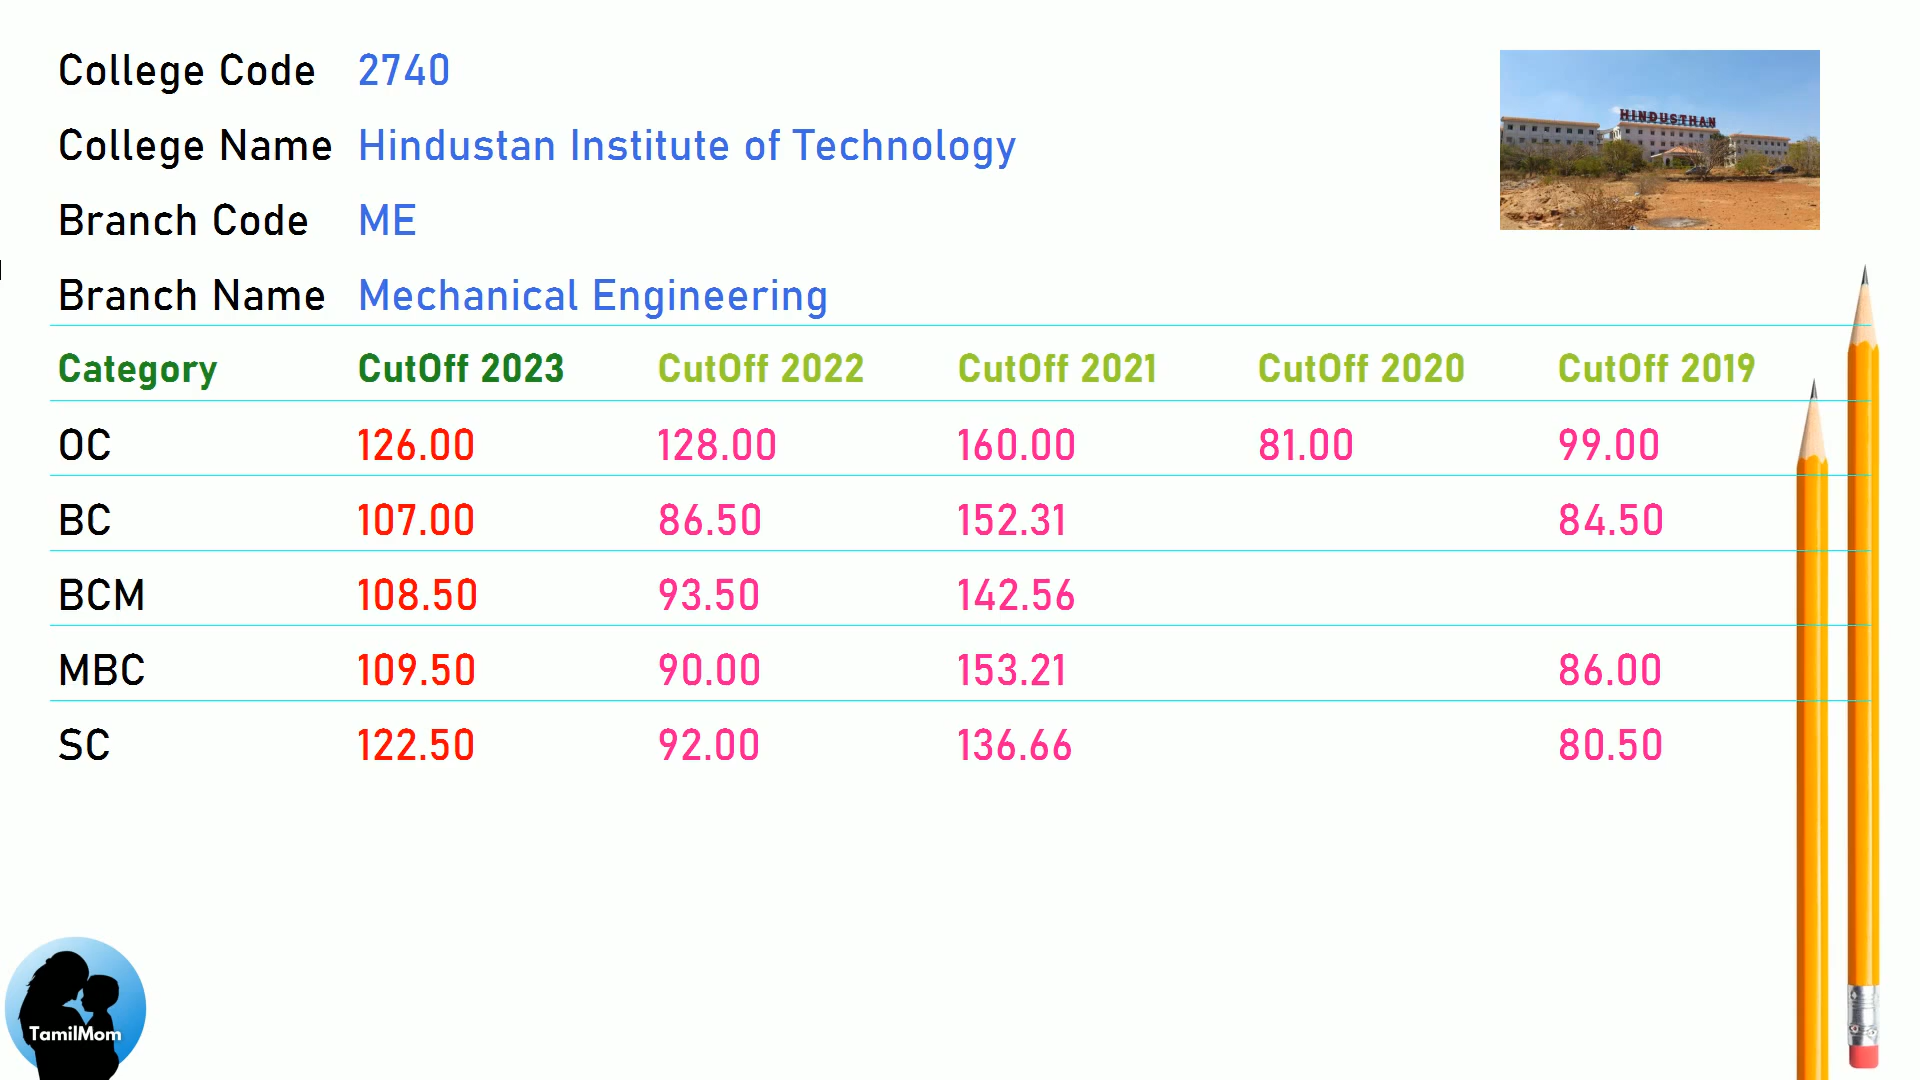 College Code 2740
College Name Hindustan Institute of Technology
HINDUSTHAN
Branch Code ME
Branch Name Mechanical Engineering
Category CutOff 2023 CutOff 2022 CutOff 2021 CutOff 2020 CutOff 2019
OC 126.00 128.00 160.00 81.00 99.00
BC 107.00 86.50 152.31 84.50
BCM 108.50 93.50 142.56
MBC 109.50 90.00 153.21 86.00
SC 122.50 92.00 136.66 80.50
TamilMom